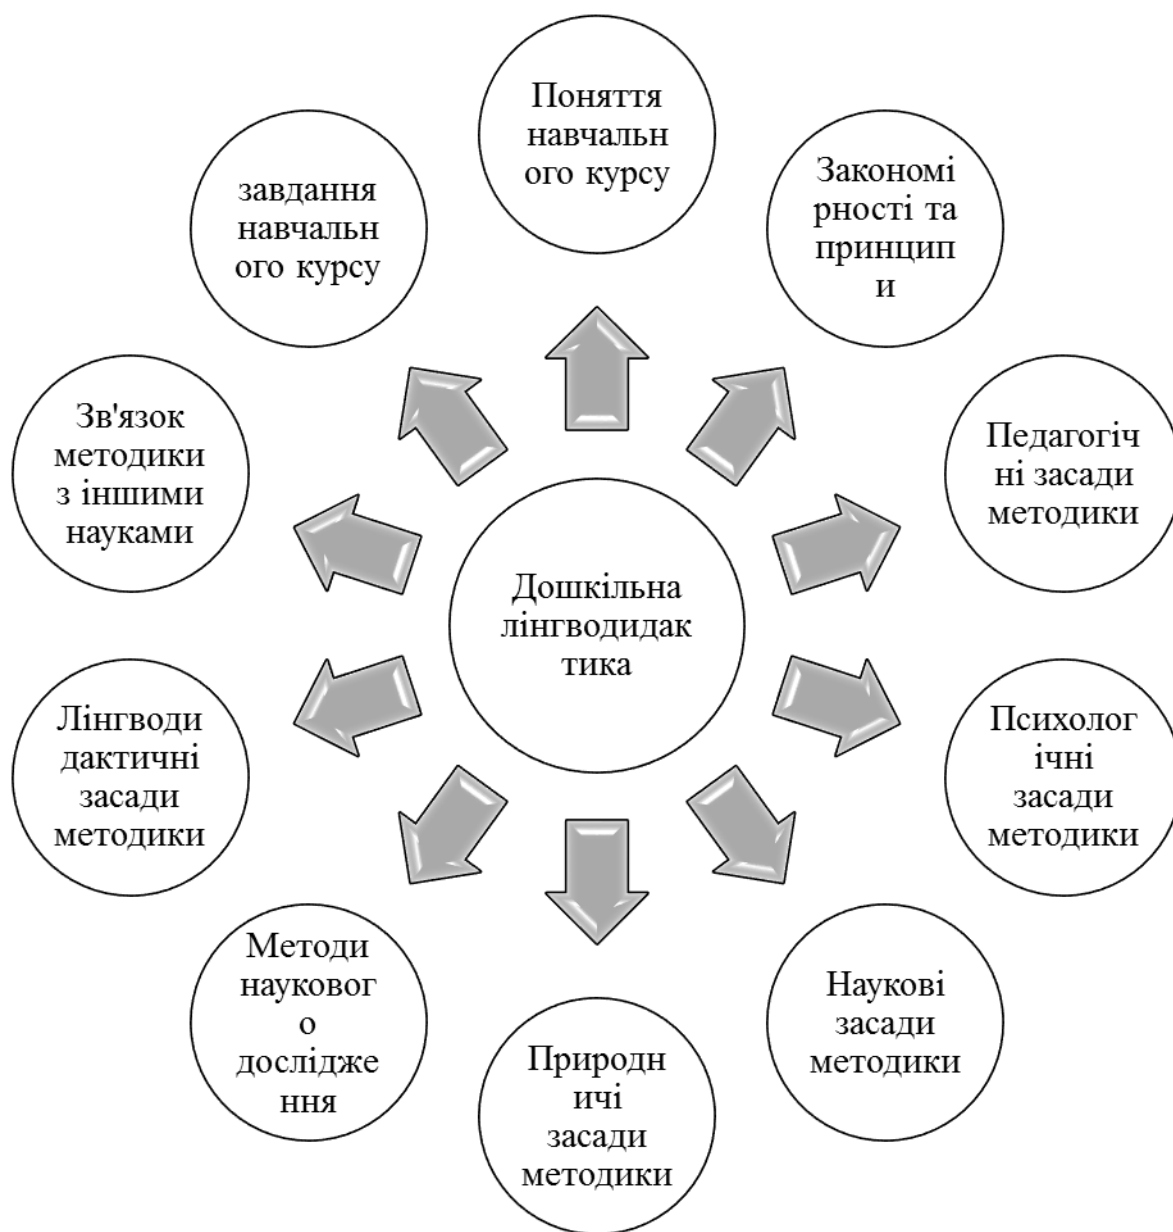 Поняття
навчальн
ого курсу
Закономі
рності та
принцип
и
Педагогіч
ні засади
методики
Психолог
ічні
засади
методики
Наукові
засади
методики
Природн
ичі
засади
методики
Методи
науковог
о
дослідже
ння
Лінгводи
дактичні
засади
методики
Зв'язок
методики
з іншими
науками
завдання
навчальн
ого курсу
Дошкільна
лінгводидак
тика